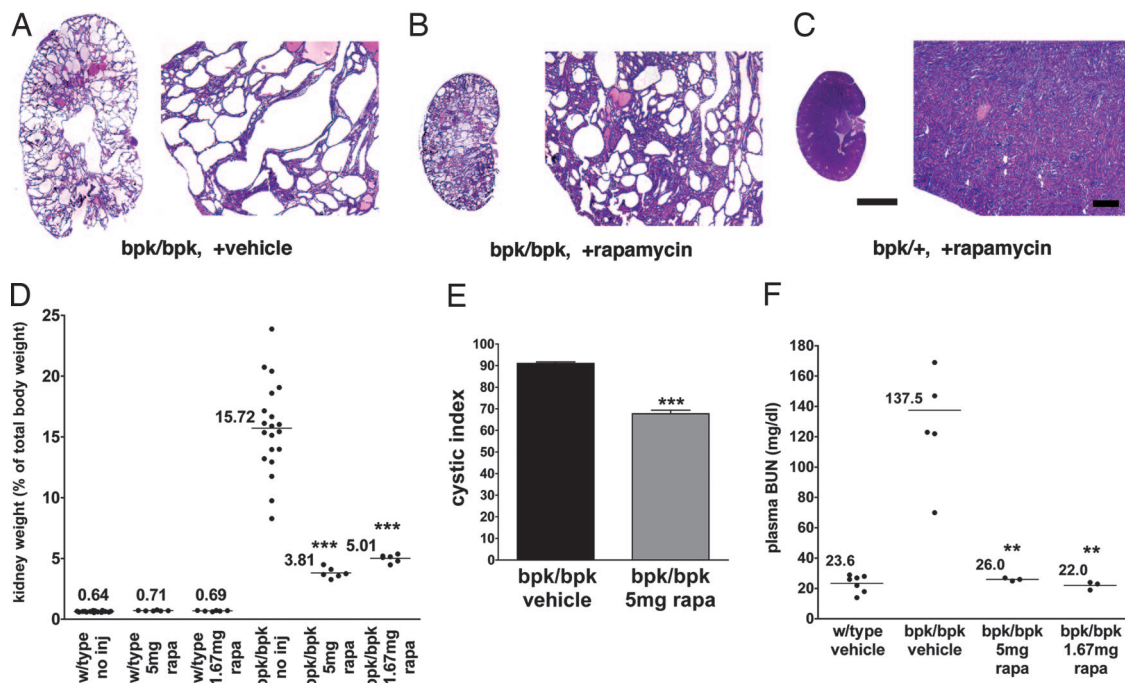 A
B
C
bpk/bpk, +vehicle
bpk/bpk, +rapamycin
bpk/+, +rapamycin
D
kidney weight (% of total body weight)
25
20
15
10
5
0
0.64
0.71
0.69
15.72
3.81
***
5.01
***
w/type
no inj
w/type
5mg
rapa
w/type
1.67mg
rapa
bpk/bpk
no inj
bpk/bpk
5mg
rapa
bpk/bpk
1.67mg
rapa
E
cystic index
100
90
80
70
60
50
40
30
20
10
0
***
bpk/bpk
vehicle
bpk/bpk
5mg rapa
F
plasma BUN (mg/dl)
180
160
140
120
100
80
60
40
20
0
23.6
137.5
**
26.0
**
22.0
w/type
vehicle
bpk/bpk
vehicle
bpk/bpk
5mg
rapa
bpk/bpk
1.67mg
rapa